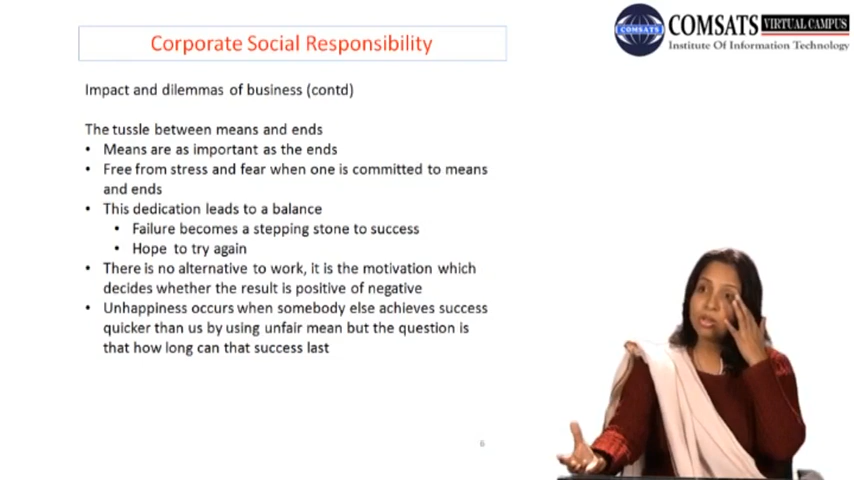 Corporate Social Responsibility
COMSATS
COMSATS VIRTUAL CAMPUS
Institute Of Information Technology
Impact and dilemmas of business (contd)
The tussle between means and ends
• Means are as important as the ends
• Free from stress and fear when one is committed to means
and ends
• This dedication leads to a balance
• Failure becomes a stepping stone to success
• Hope to try again
• There is no alternative to work, it is the motivation which
decides whether the result is positive of negative
• Unhappiness occurs when somebody else achieves success
quicker than us by using unfair mean but the question is
that how long can that success last
6